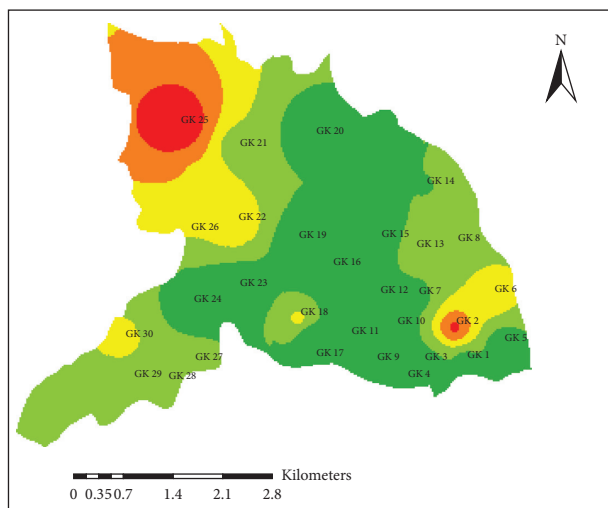 N
GK 25
GK 20
GK 21
GK 14
GK 22
GK 26
GK 19
GK 15
GK 8
GK 13
GK 16
GK 23
GK 6
GK 12
GK 7
GK 24
GK 18
GK 10
GK 2
GK 11
GK 30
GK 5
GK 17
GK 27
GK 9
GK 3
GK 1
GK 29
GK 28
GK 4
Kilometers
0 0.35 0.7 1.4 2.1 2.8